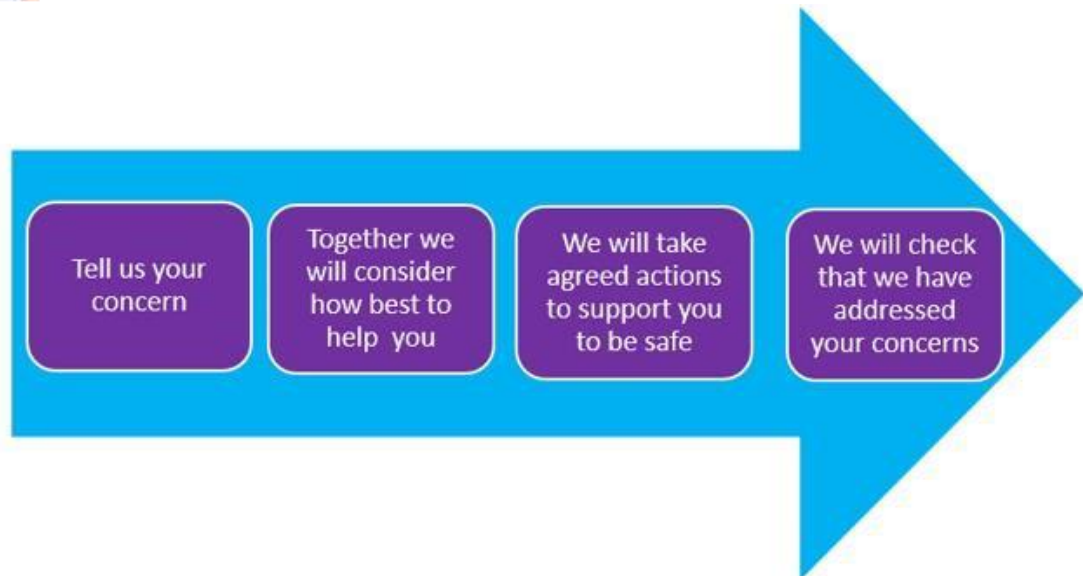 Tell us your
concern
Together we
will consider
how best to
help you
We will take
agreed actions
to support you
to be safe
We will check
that we have
addressed
your concerns